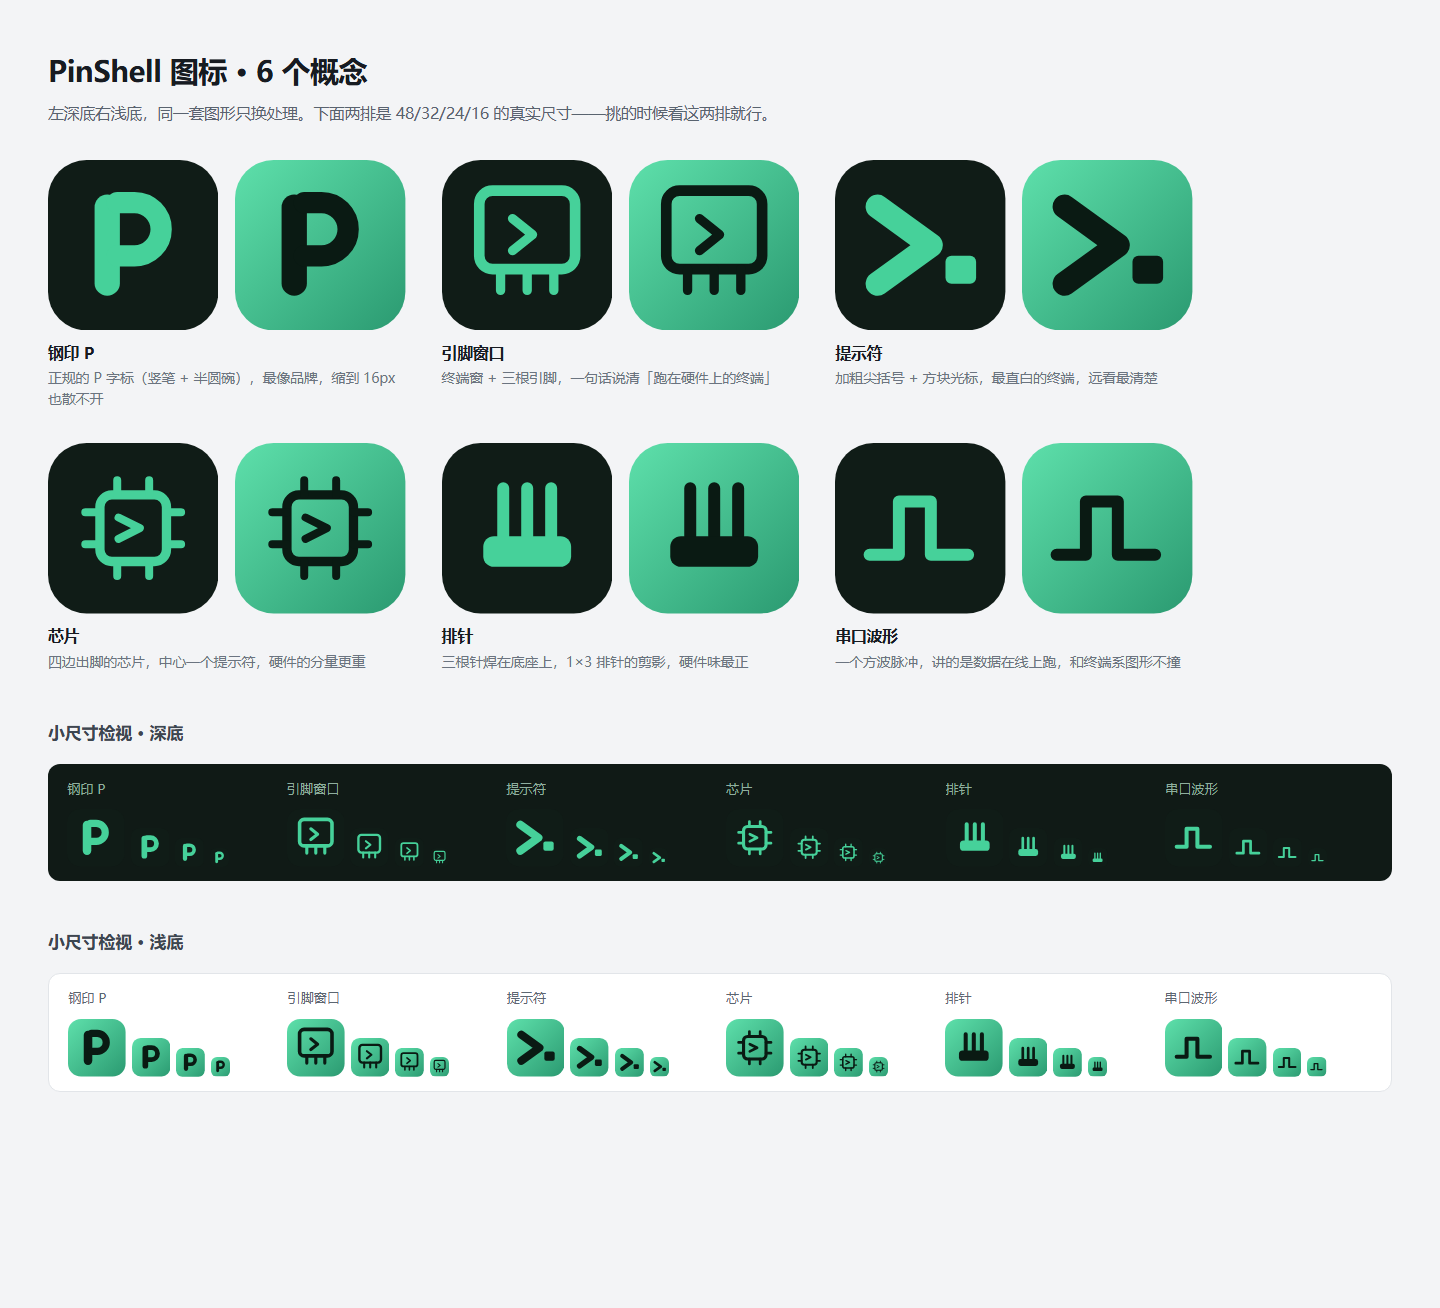 PinShell 图标 · 6 个概念
左深底右浅底，同一套图形只换处理。下面两排是 48/32/24/16 的真实尺寸——挑的时候看这两排就行。
钢印 P
正规的 P 字标（竖笔 + 半圆碗），最像品牌，缩到 16px
也散不开
引脚窗口
终端窗 + 三根引脚，一句话说清「跑在硬件上的终端」
提示符
加粗尖括号 + 方块光标，最直白的终端，远看最清楚
芯片
四边出脚的芯片，中心一个提示符，硬件的分量更重
排针
三根针焊在底座上，1×3 排针的剪影，硬件味最正
串口波形
一个方波脉冲，讲的是数据在线上跑，和终端系图形不撞
小尺寸检视 · 深底
钢印 P 引脚窗口 提示符 芯片 排针 串口波形
小尺寸检视 · 浅底
钢印 P 引脚窗口 提示符 芯片 排针 串口波形